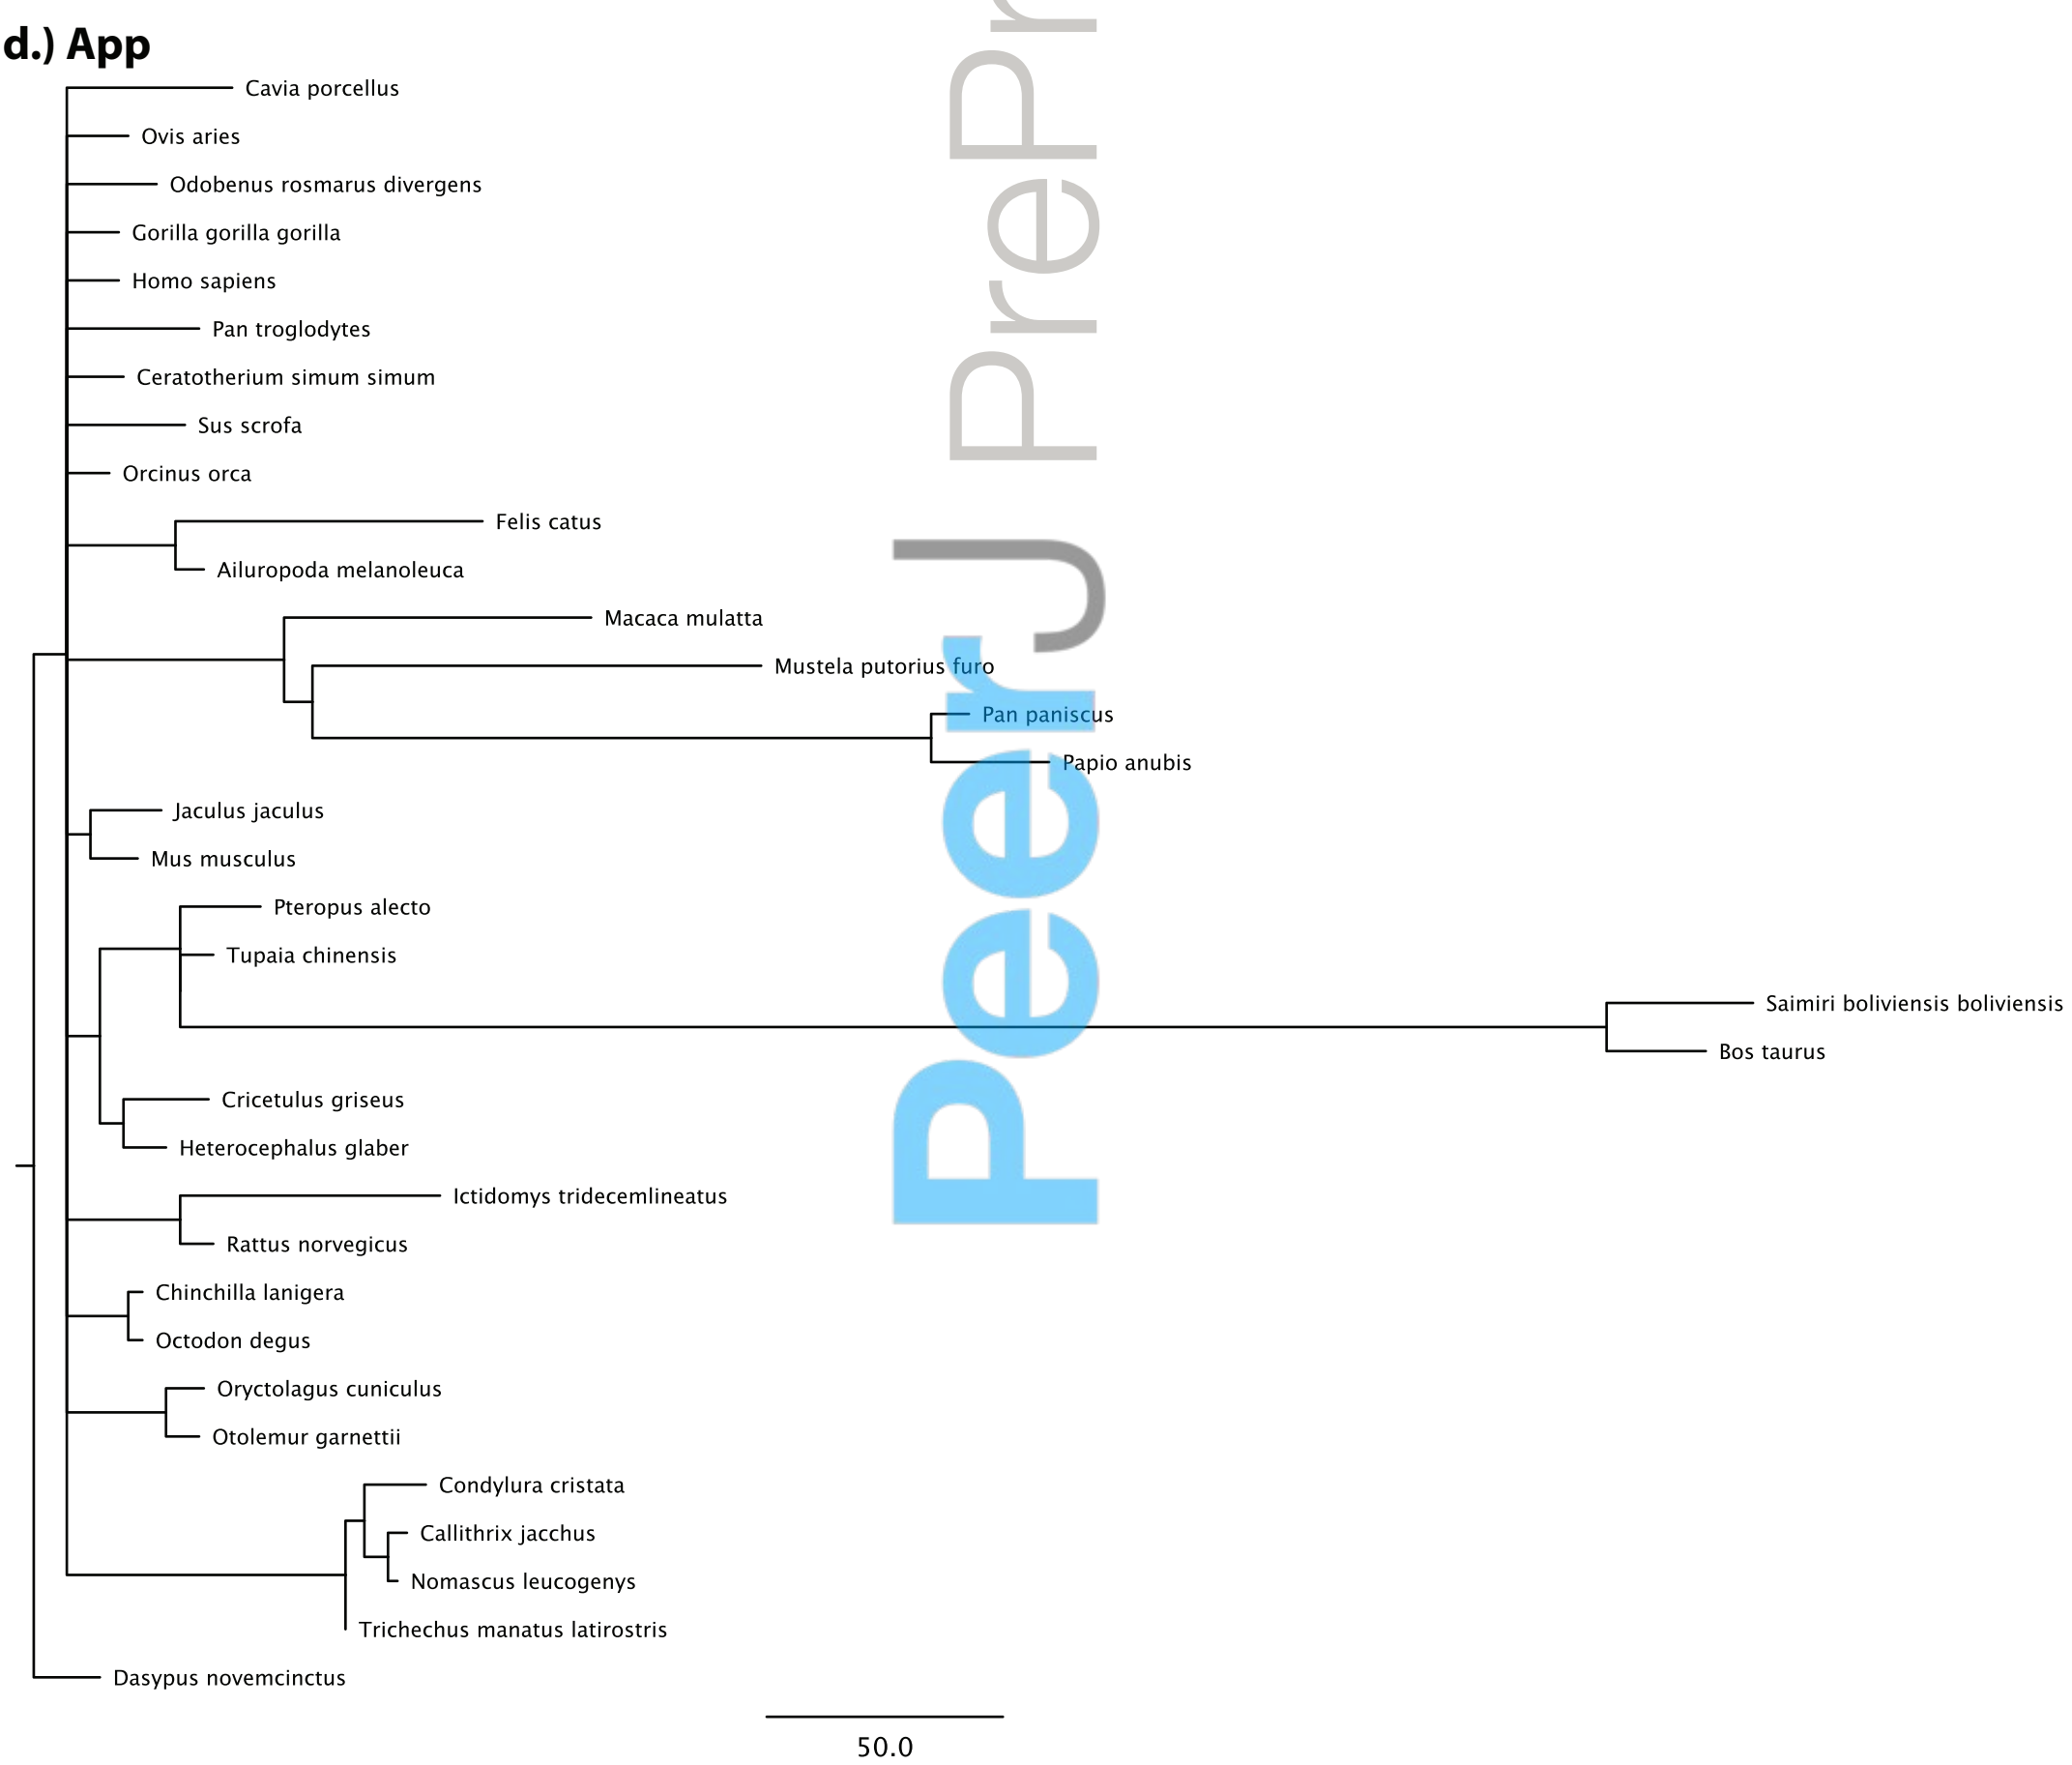 d.) App
Cavia porcellus
Ovis aries
Odobenus rosmarus divergens
Gorilla gorilla gorilla
Homo sapiens
Pan troglodytes
Ceratotherium simum simum
Sus scrofa
Orcinus orca
Felis catus
Ailuropoda melanoleuca
Macaca mulatta
Mustela putorius furo
Pan paniscus
Papio anubis
Jaculus jaculus
Mus musculus
Pteropus alecto
Tupaia chinensis
Saimiri boliviensis boliviensis
Bos taurus
Cricetulus griseus
Heterocephalus glaber
Ictidomys tridecemlineatus
Rattus norvegicus
Chinchilla lanigera
Octodon degus
Oryctolagus cuniculus
Otolemur garnettii
Condylura cristata
Callithrix jacchus
Nomascus leucogenys
Trichechus manatus latirostris
Dasypus novemcinctus
50.0
PeerJ PrePr